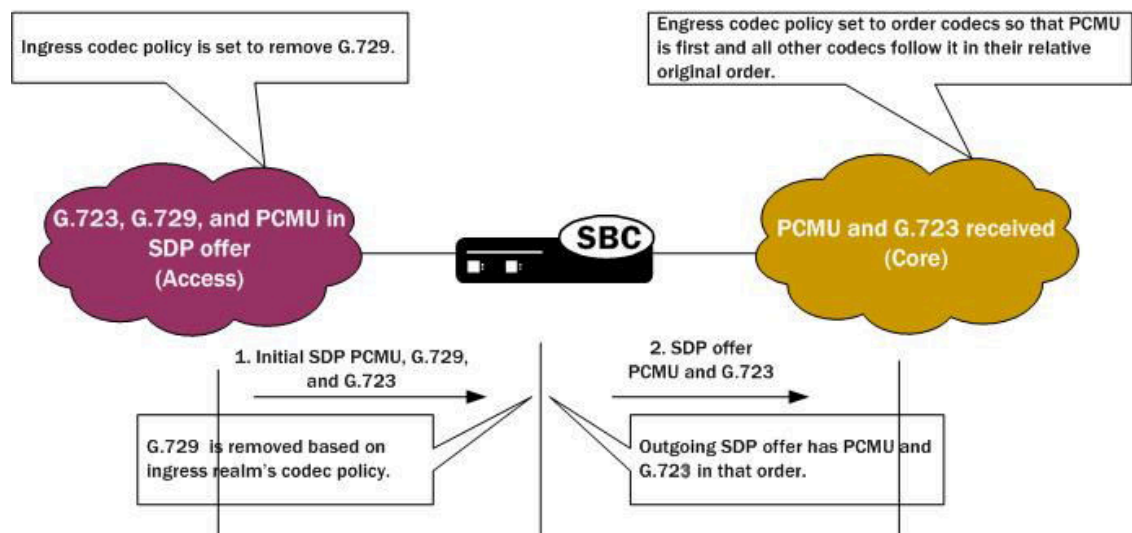 Ingress codec policy is set to remove G.729.
Engress codec policy set to order codecs so that PCMU
is first and all other codecs follow it in their relative
original order.
G.723, G.729, and PCMU in
SDP offer
(Access)
SBC
PCMU and G.723 received
(Core)
1. Initial SDP PCMU, G.729,
and G.723
2. SDP offer
PCMU and G.723
G.729 is removed based on
ingress realm's codec policy.
Outgoing SDP offer has PCMU and
G.723 in that order.